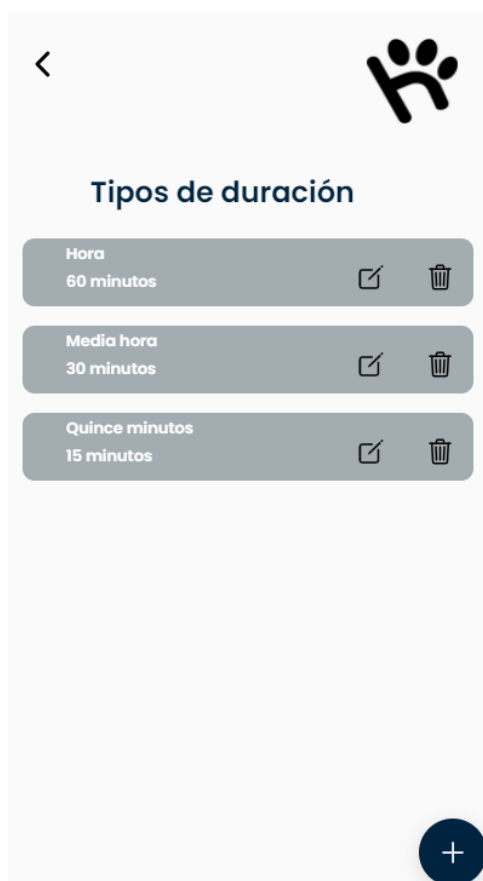 Tipos de duración
Hora
60 minutos
Media hora
30 minutos
Quince minutos
15 minutos